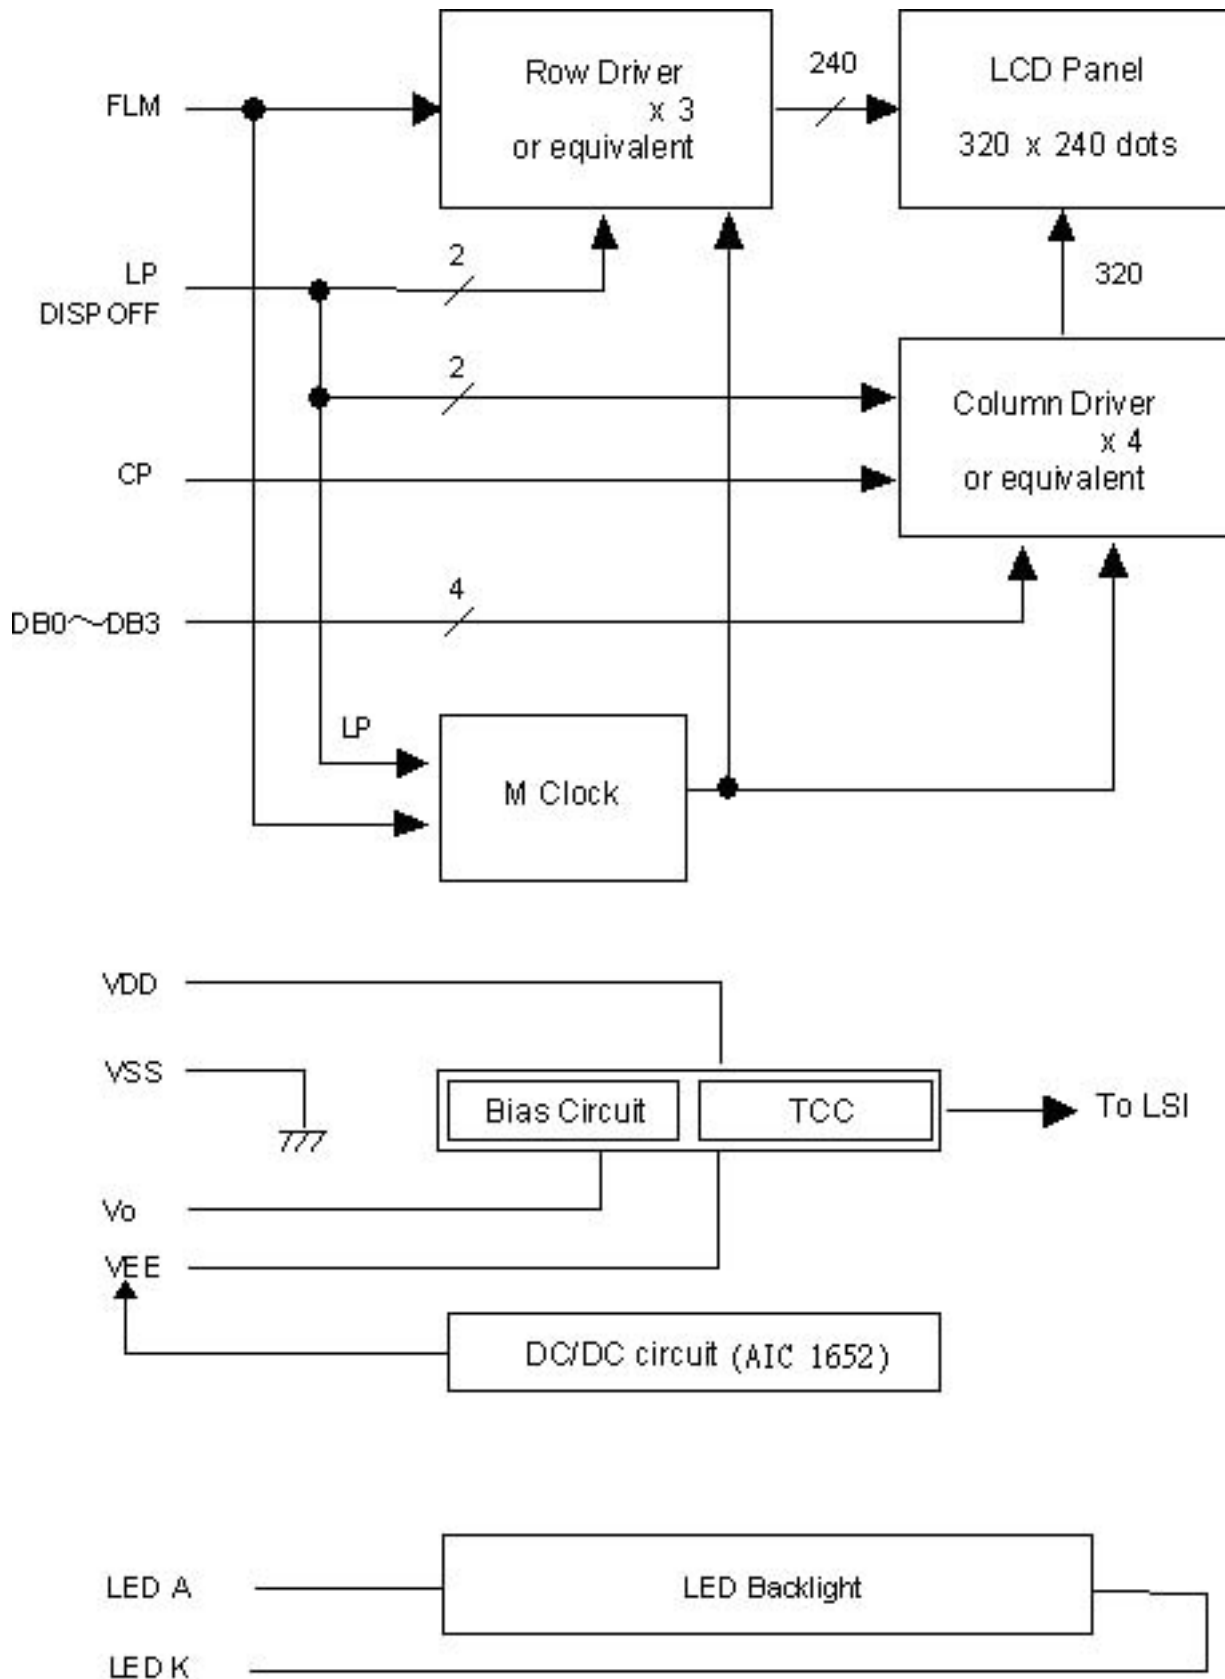 Row Driver
x 3
or equivalent
240
LCD Panel
320 x 240 dots
FLM
LP
DISPOFF
2
320
2
Column Driver
x 4
or equivalent
CP
4
DB0～DB3
LP
M Clock
VDD
VSS
Bias Circuit
TCC
To LSI
Vo
VEE
DC/DC circuit (AIC 1652)
LED A
LED Backlight
LED K